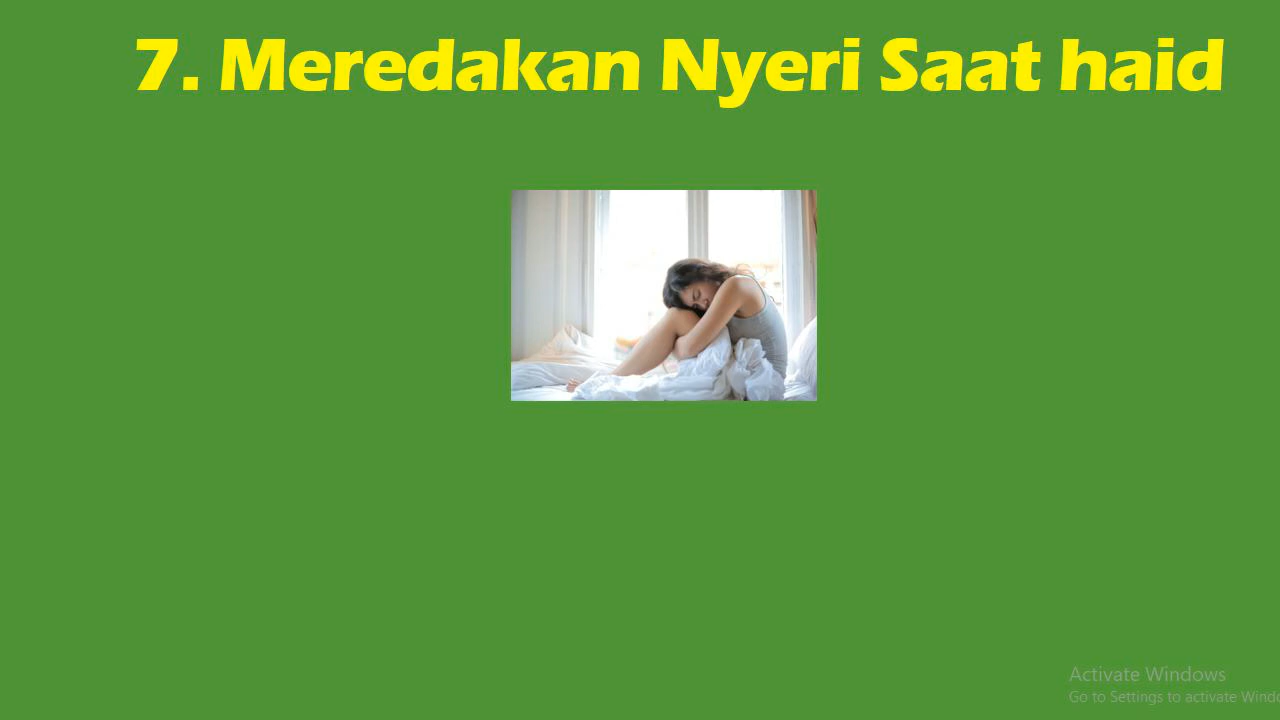 7. Meredakan Nyeri Saat haid
Activate Windows
Go to Settings to activate Windo